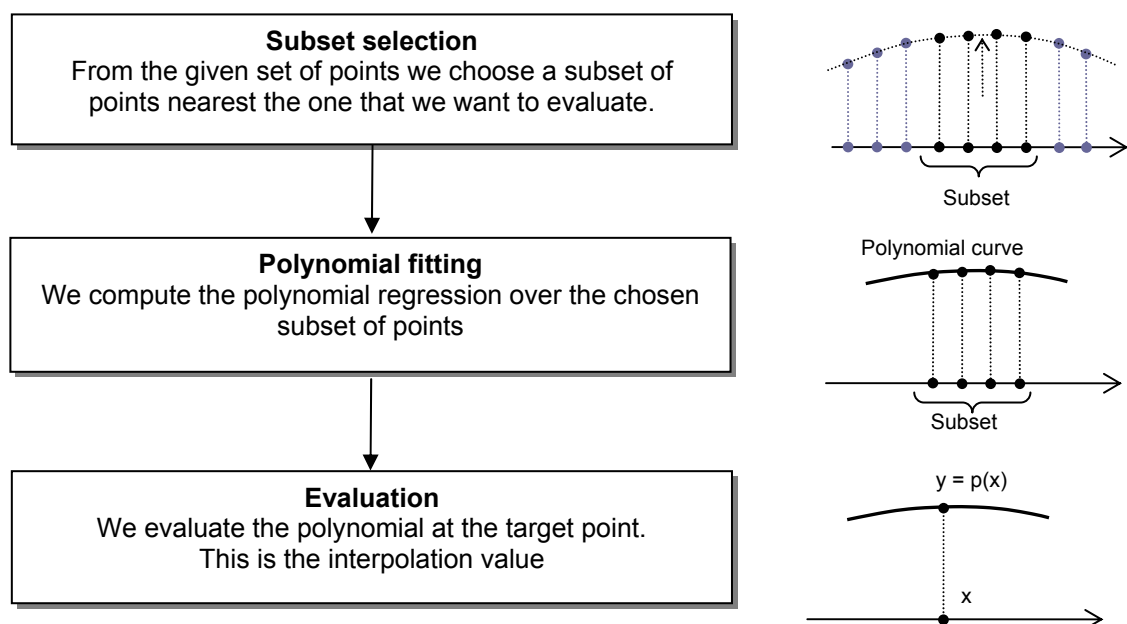 Subset selection
From the given set of points we choose a subset of
points nearest the one that we want to evaluate.
Subset
Polynomial fitting
We compute the polynomial regression over the chosen
subset of points
Polynomial curve
Subset
Evaluation
We evaluate the polynomial at the target point.
This is the interpolation value
y = p(x)
x